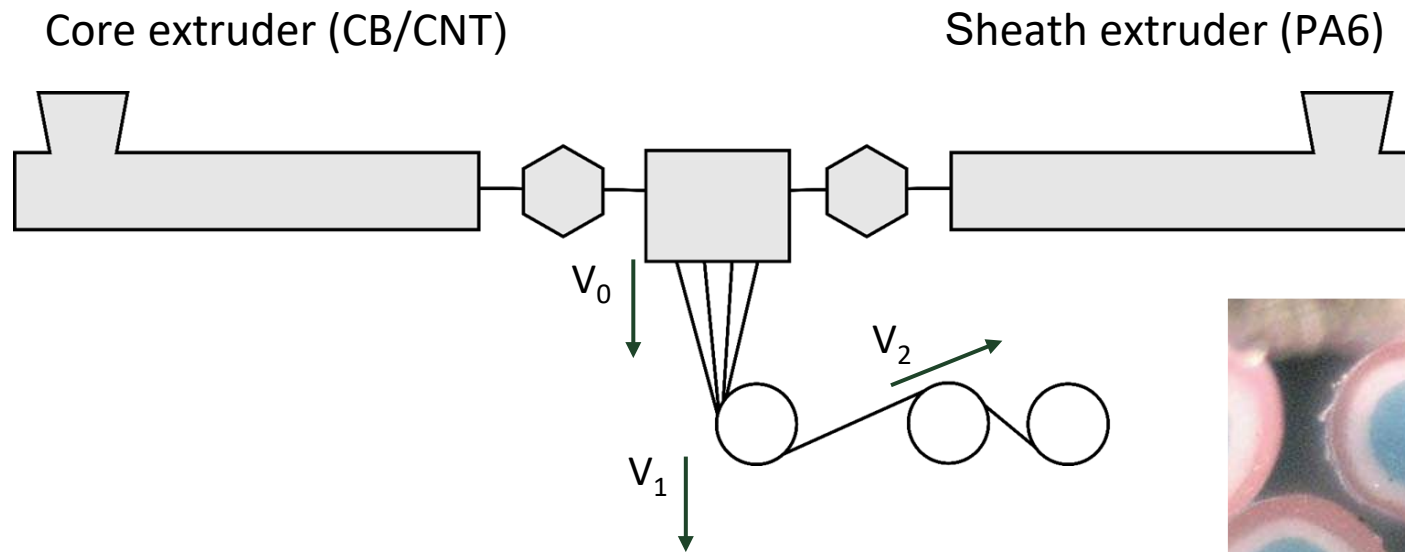 Core extruder (CB/CNT)
Sheath extruder (PA6)
V0
V2
V1